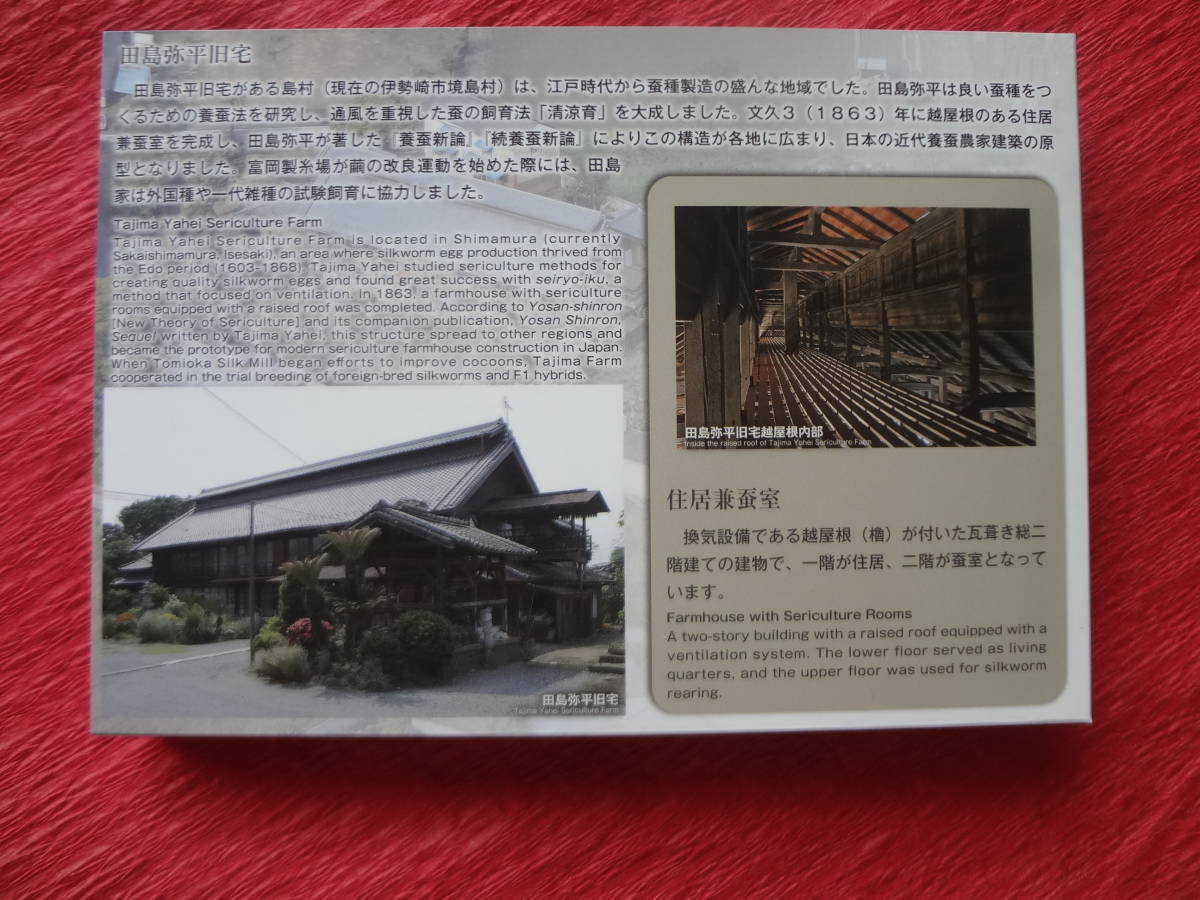 田島弥平旧宅
田島弥平旧宅がある島村（現在の伊勢崎市境島村）は、江戸時代から蚕種製造の盛んな地域でした。田島弥平は良い蚕種をつ
くるための養蚕法を研究し、通風を重視した蚕の飼育法「清涼育」を大成しました。文久３（１８６３）年に越屋根のある住居
兼蚕室を完成し、田島弥平が著した『養蚕新論』『続養蚕新論』によりこの構造が各地に広まり、日本の近代養蚕農家建築の原
型となりました。富岡製糸場が繭の改良運動を始めた際には、田島
家は外国種や一代雑種の試験飼育に協力しました。
Tajima Yahei Sericulture Farm
Tajima Yahei Sericulture Farm is located in Shimamura (currently
Sakaishimamura, Isesaki), an area where silkworm egg production thrived from
the Edo period (1603–1868). Tajima Yahei studied sericulture methods for
creating quality silkworm eggs and found great success with seiryo-iku, a
method that focused on ventilation. In 1863, a farmhouse with sericulture
rooms equipped with a raised roof was completed. According to Yosan-shinron
[New Theory of Sericulture] and its companion publication, Yosan Shinron,
Sequel written by Tajima Yahei, this structure spread to other regions and
became the prototype for modern sericulture farmhouse construction in Japan.
When Tomioka Silk Mill began efforts to improve cocoons, Tajima Farm
cooperated in the trial breeding of foreign-bred silkworms and F1 hybrids.
田島弥平旧宅
Tajima Yahei Sericulture Farm
田島弥平旧宅越屋根内部
Inside the raised roof of Tajima Yahei Sericulture Farm
住居兼蚕室
換気設備である越屋根（櫓）が付いた瓦葺き総二
階建ての建物で、一階が住居、二階が蚕室となって
います。
Farmhouse with Sericulture Rooms
A two-story building with a raised roof equipped with a
ventilation system. The lower floor served as living
quarters, and the upper floor was used for silkworm
rearing.